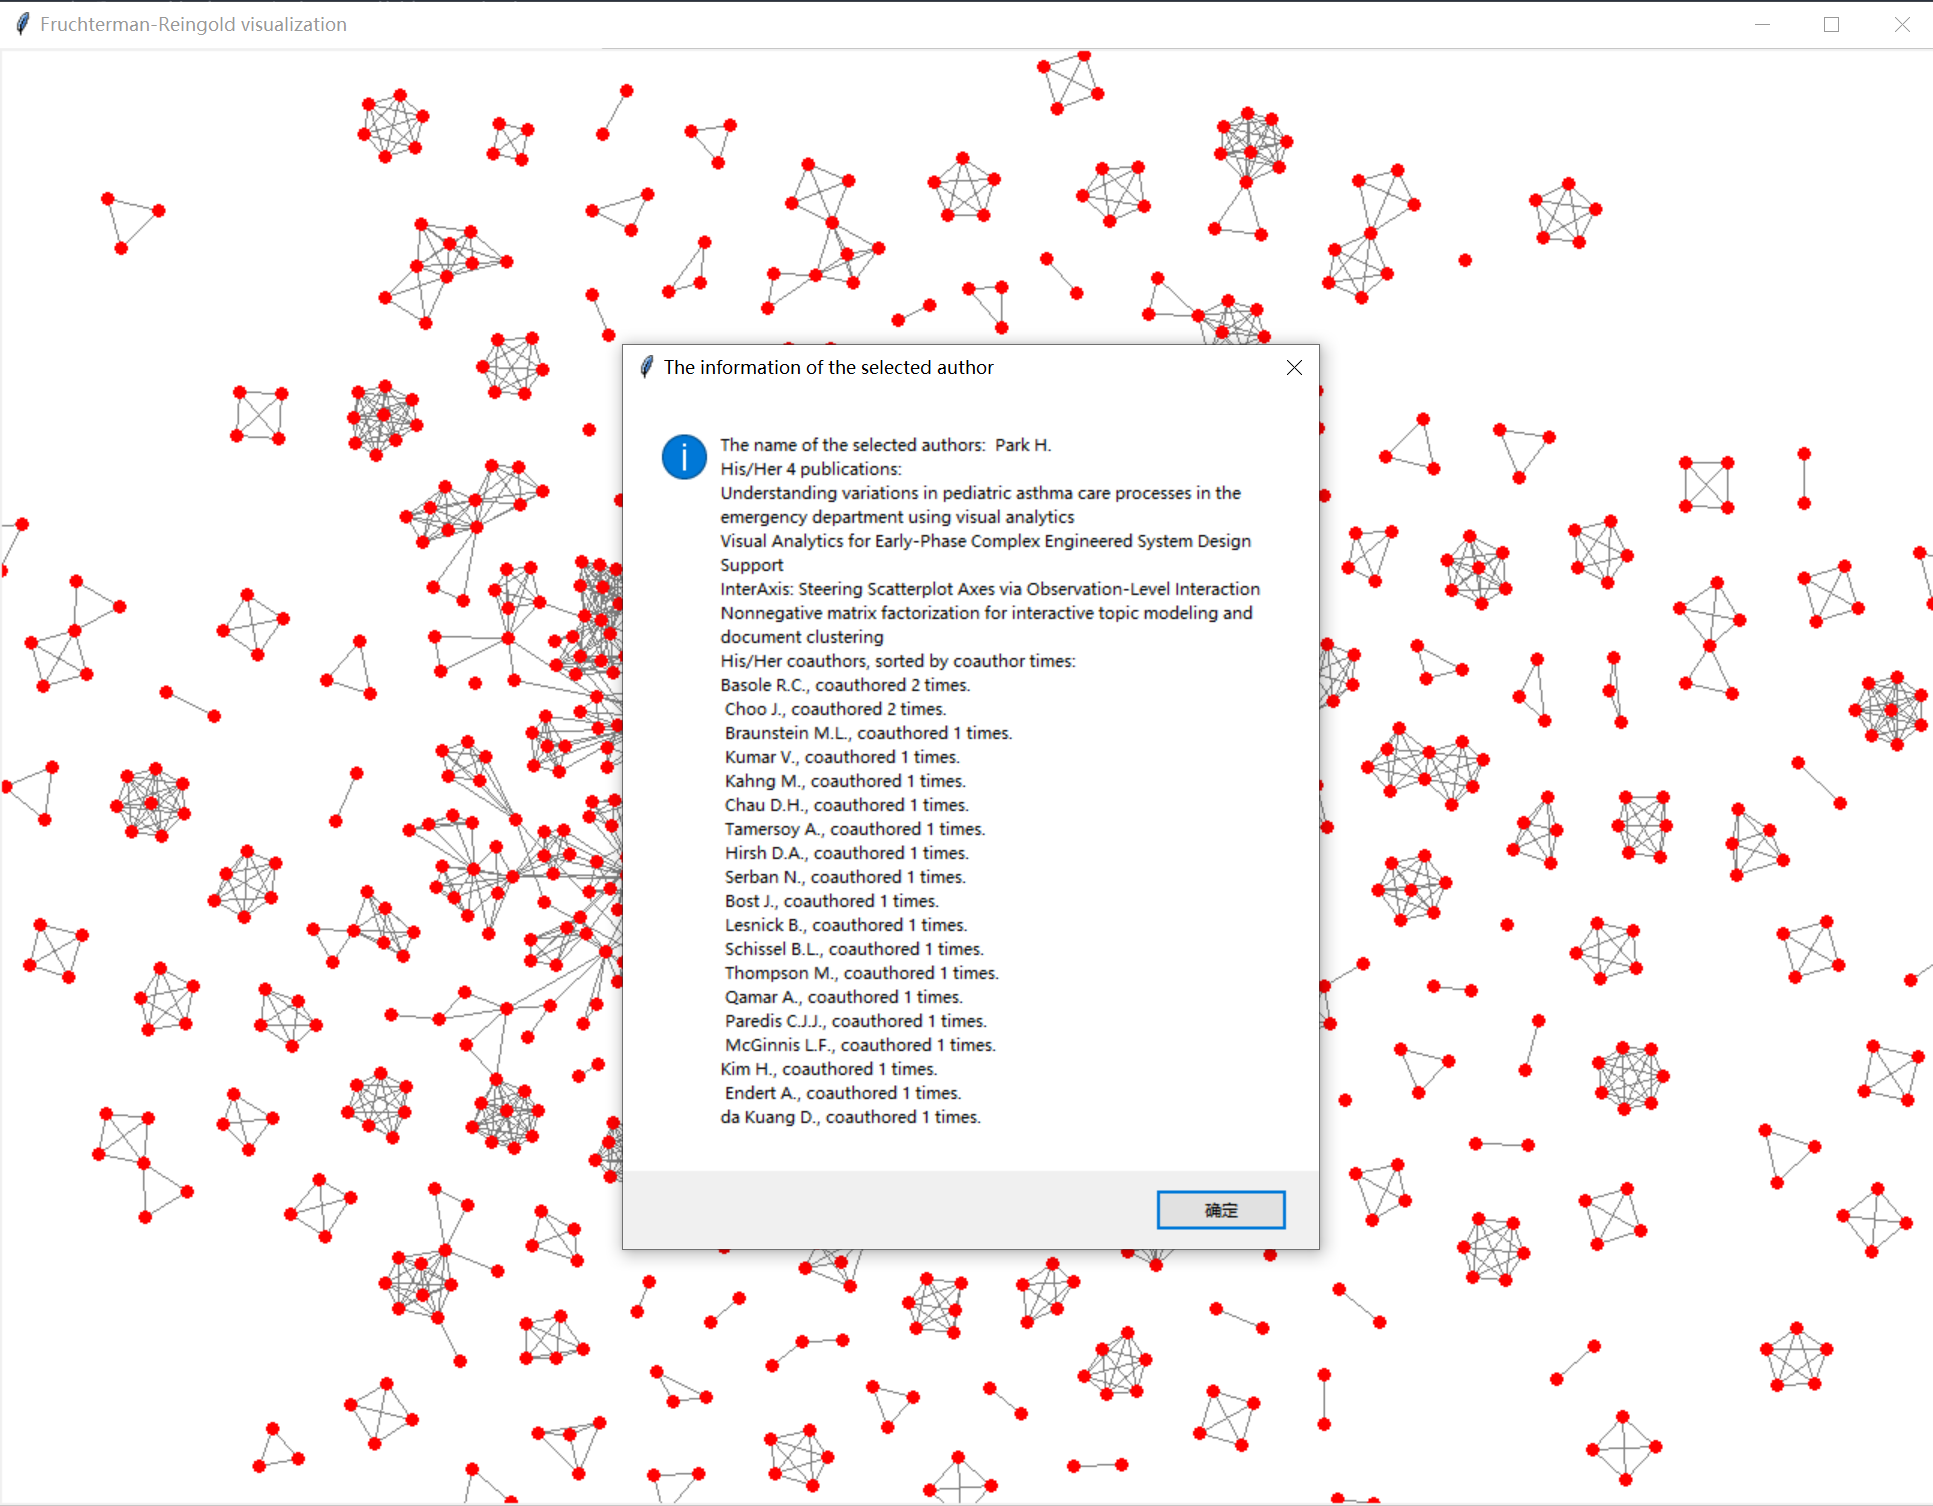 Fruchterman-Reingold visualization
The information of the selected author
The name of the selected authors:  Park H.
His/Her 4 publications:
Understanding variations in pediatric asthma care processes in the
emergency department using visual analytics
Visual Analytics for Early-Phase Complex Engineered System Design
Support
InterAxis: Steering Scatterplot Axes via Observation-Level Interaction
Nonnegative matrix factorization for interactive topic modeling and
document clustering
His/Her coauthors, sorted by coauthor times:
Basole R.C., coauthored 2 times.
Choo J., coauthored 2 times.
Braunstein M.L., coauthored 1 times.
Kumar V., coauthored 1 times.
Kahng M., coauthored 1 times.
Chau D.H., coauthored 1 times.
Tamersoy A., coauthored 1 times.
Hirsh D.A., coauthored 1 times.
Serban N., coauthored 1 times.
Bost J., coauthored 1 times.
Lesnick B., coauthored 1 times.
Schissel B.L., coauthored 1 times.
Thompson M., coauthored 1 times.
Qamar A., coauthored 1 times.
Paredis C.J.J., coauthored 1 times.
McGinnis L.F., coauthored 1 times.
Kim H., coauthored 1 times.
Endert A., coauthored 1 times.
da Kuang D., coauthored 1 times.
确定